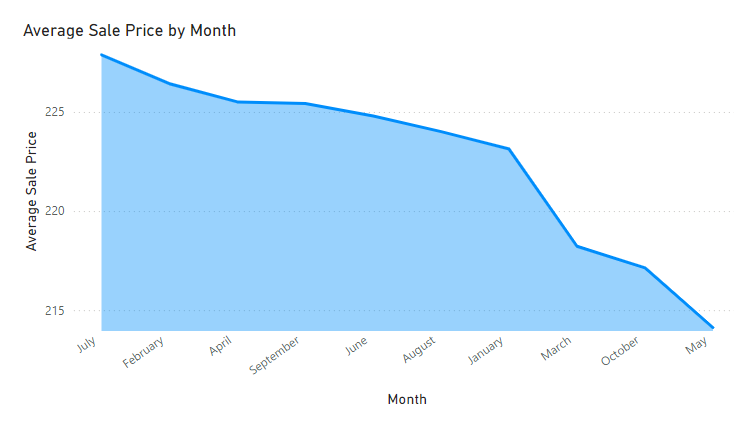 Average Sale Price by Month
Average Sale Price
225
220
215
July
February
April
September
June
August
January
March
October
May
Month